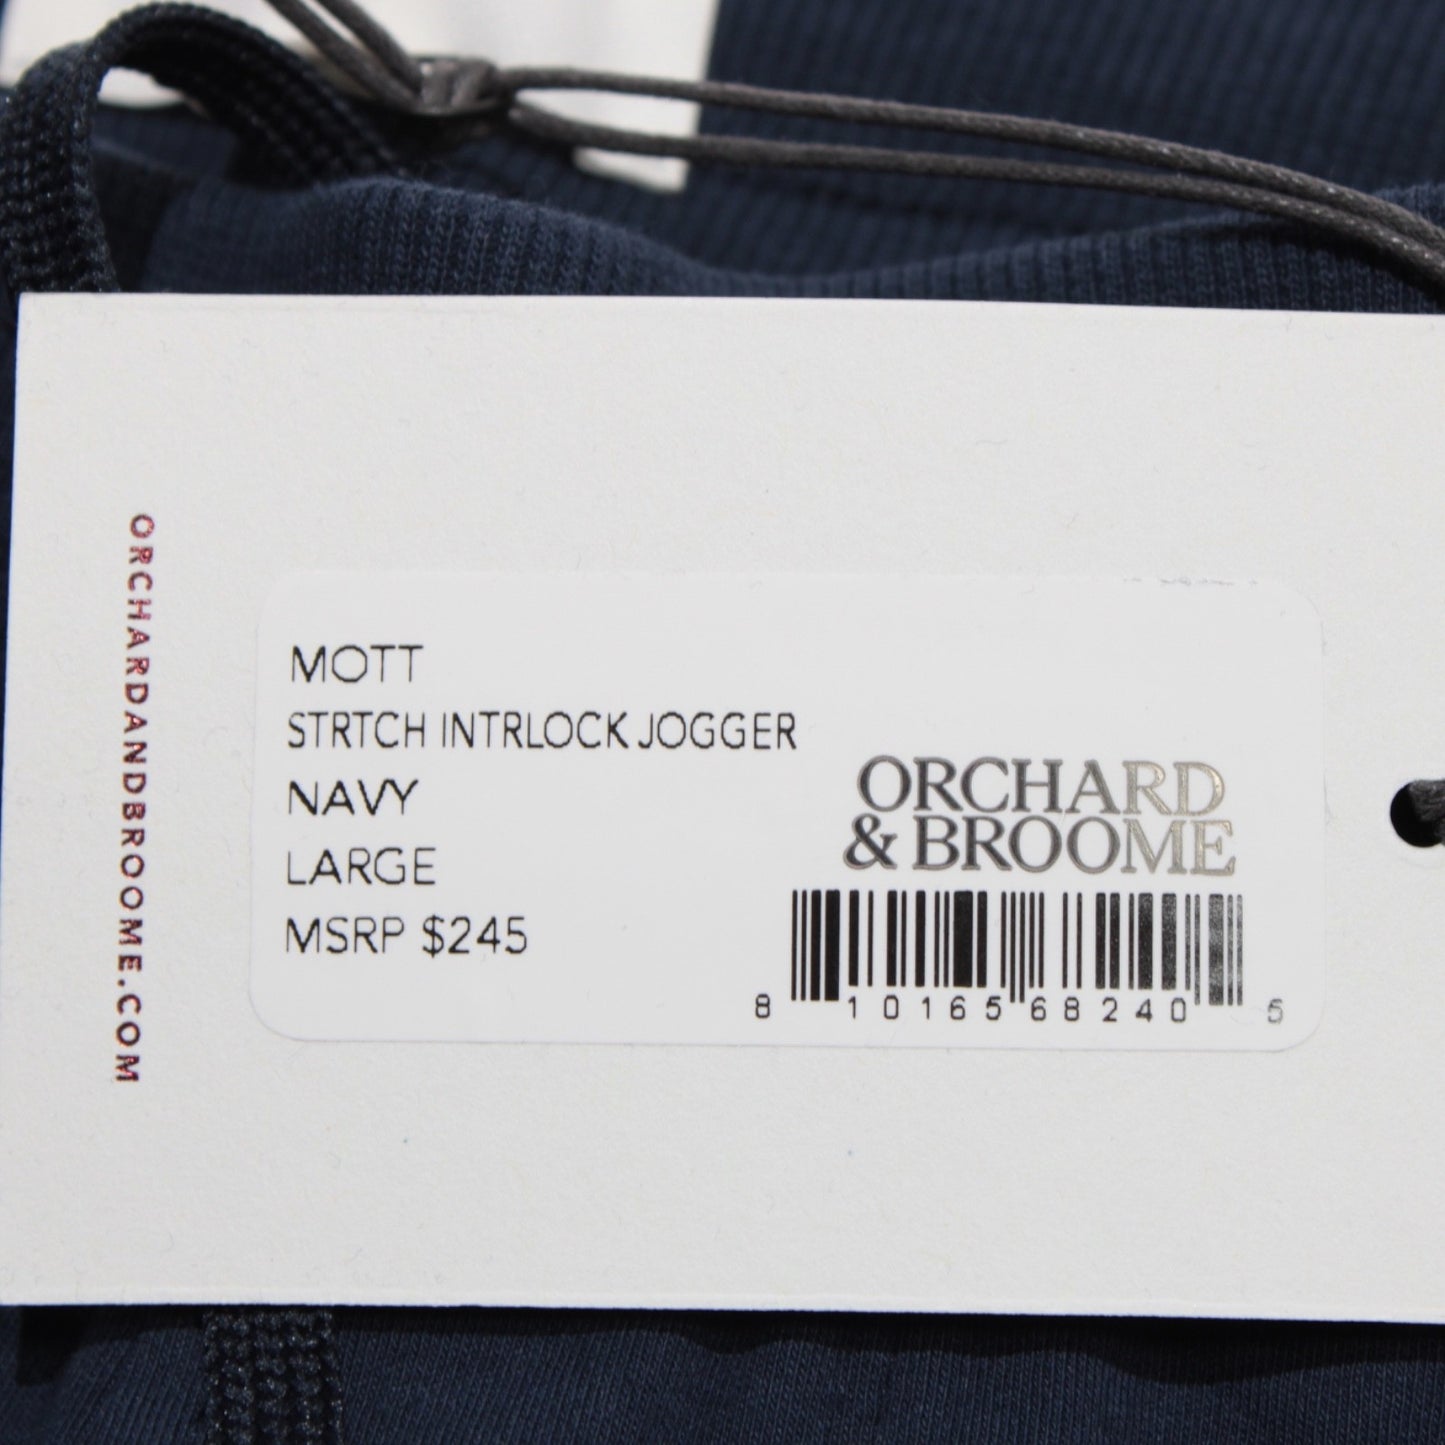 ORCHARDANDBROOME.COM
MOTT
STRTCH INTRLOCK JOGGER
NAVY
LARGE
MSRP $245
ORCHARD
& BROOME
8 10165 68240 5